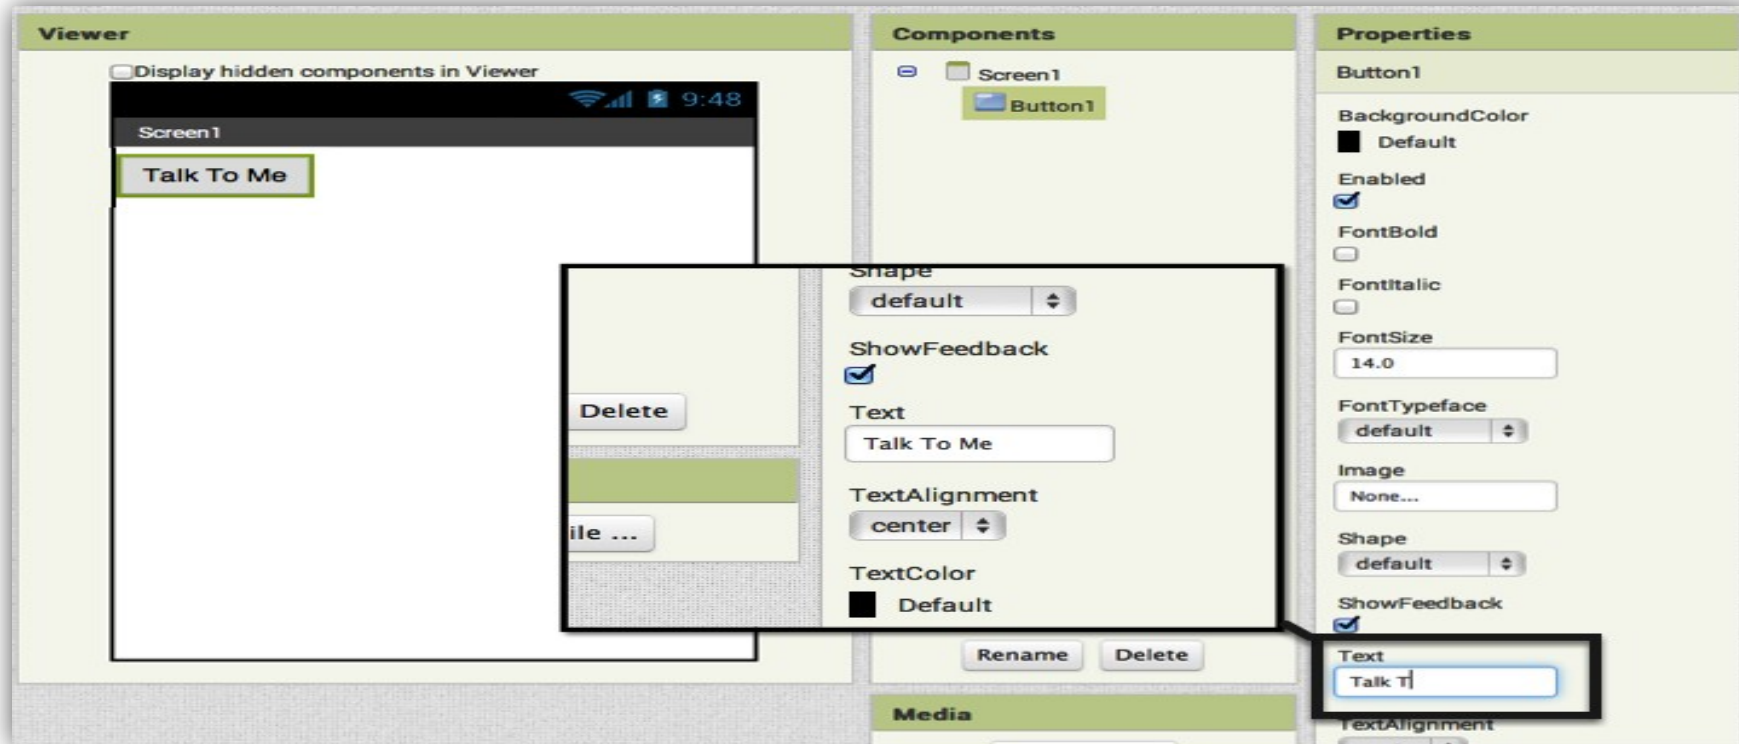 Viewer
Display hidden components in Viewer
9:48
Screen1
Talk To Me
Components
Screen1
Button1
Shape
default
ShowFeedback
Delete
Text
Talk To Me
TextAlignment
center
ile ...
TextColor
Default
Rename
Delete
Media
Properties
Button1
BackgroundColor
Default
Enabled
FontBold
FontItalic
FontSize
14.0
FontTypeface
default
Image
None...
Shape
default
ShowFeedback
Text
Talk T
TextAlignment